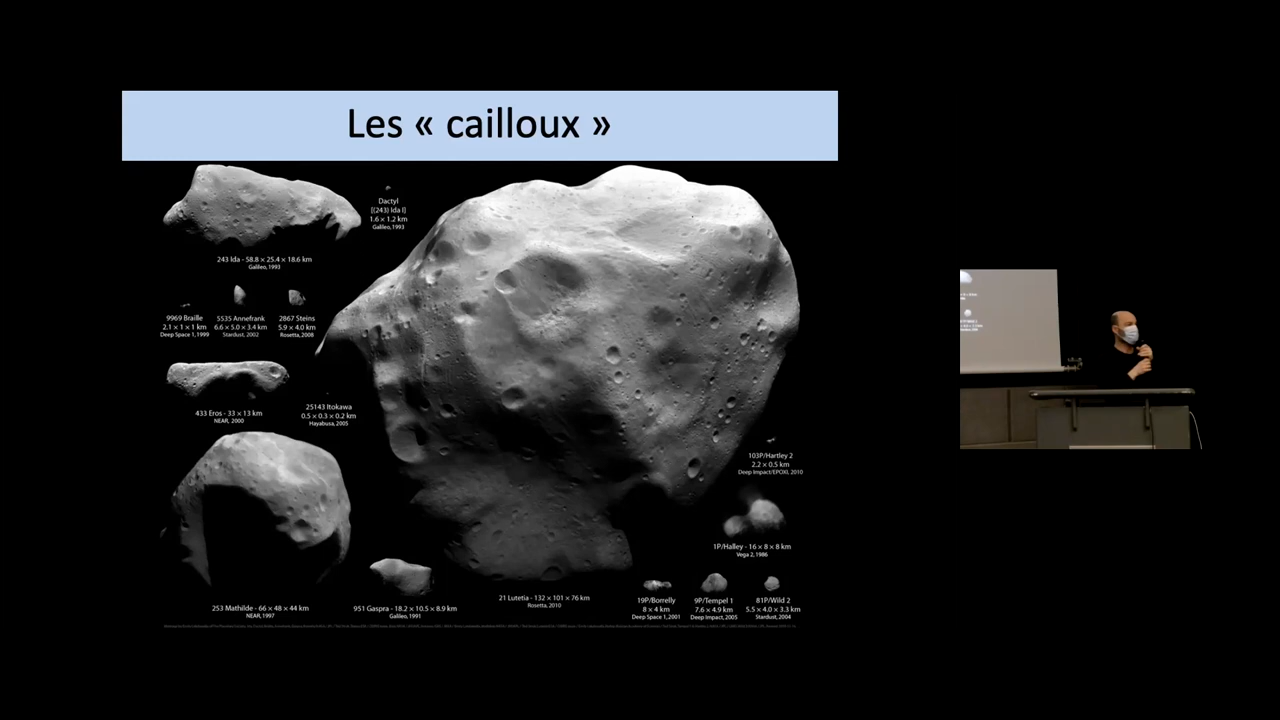 Les « cailloux »
Dactyl
[(243) Ida I]
1.6 × 1.2 km
Galileo, 1993
243 Ida - 58.8 × 25.4 × 18.6 km
Galileo, 1993
9969 Braille
2.1 × 1 × 1 km
Deep Space 1, 1999
5535 Annefrank
6.6 × 5.0 × 3.4 km
Stardust, 2002
2867 Steins
5.9 × 4.0 km
Rosetta, 2008
433 Eros - 33 × 13 km
NEAR, 2000
25143 Itokawa
0.5 × 0.3 × 0.2 km
Hayabusa, 2005
103P/Hartley 2
2.2 × 0.5 km
Deep Impact/EPOXI, 2010
1P/Halley - 16 × 8 × 8 km
Vega 2, 1986
253 Mathilde - 66 × 48 × 44 km
NEAR, 1997
951 Gaspra - 18.2 × 10.5 × 8.9 km
Galileo, 1991
21 Lutetia - 132 × 101 × 76 km
Rosetta, 2010
19P/Borrelly
8 × 4 km
Deep Space 1, 2001
9P/Tempel 1
7.6 × 4.9 km
Deep Impact, 2005
81P/Wild 2
5.5 × 4.0 × 3.3 km
Stardust, 2004